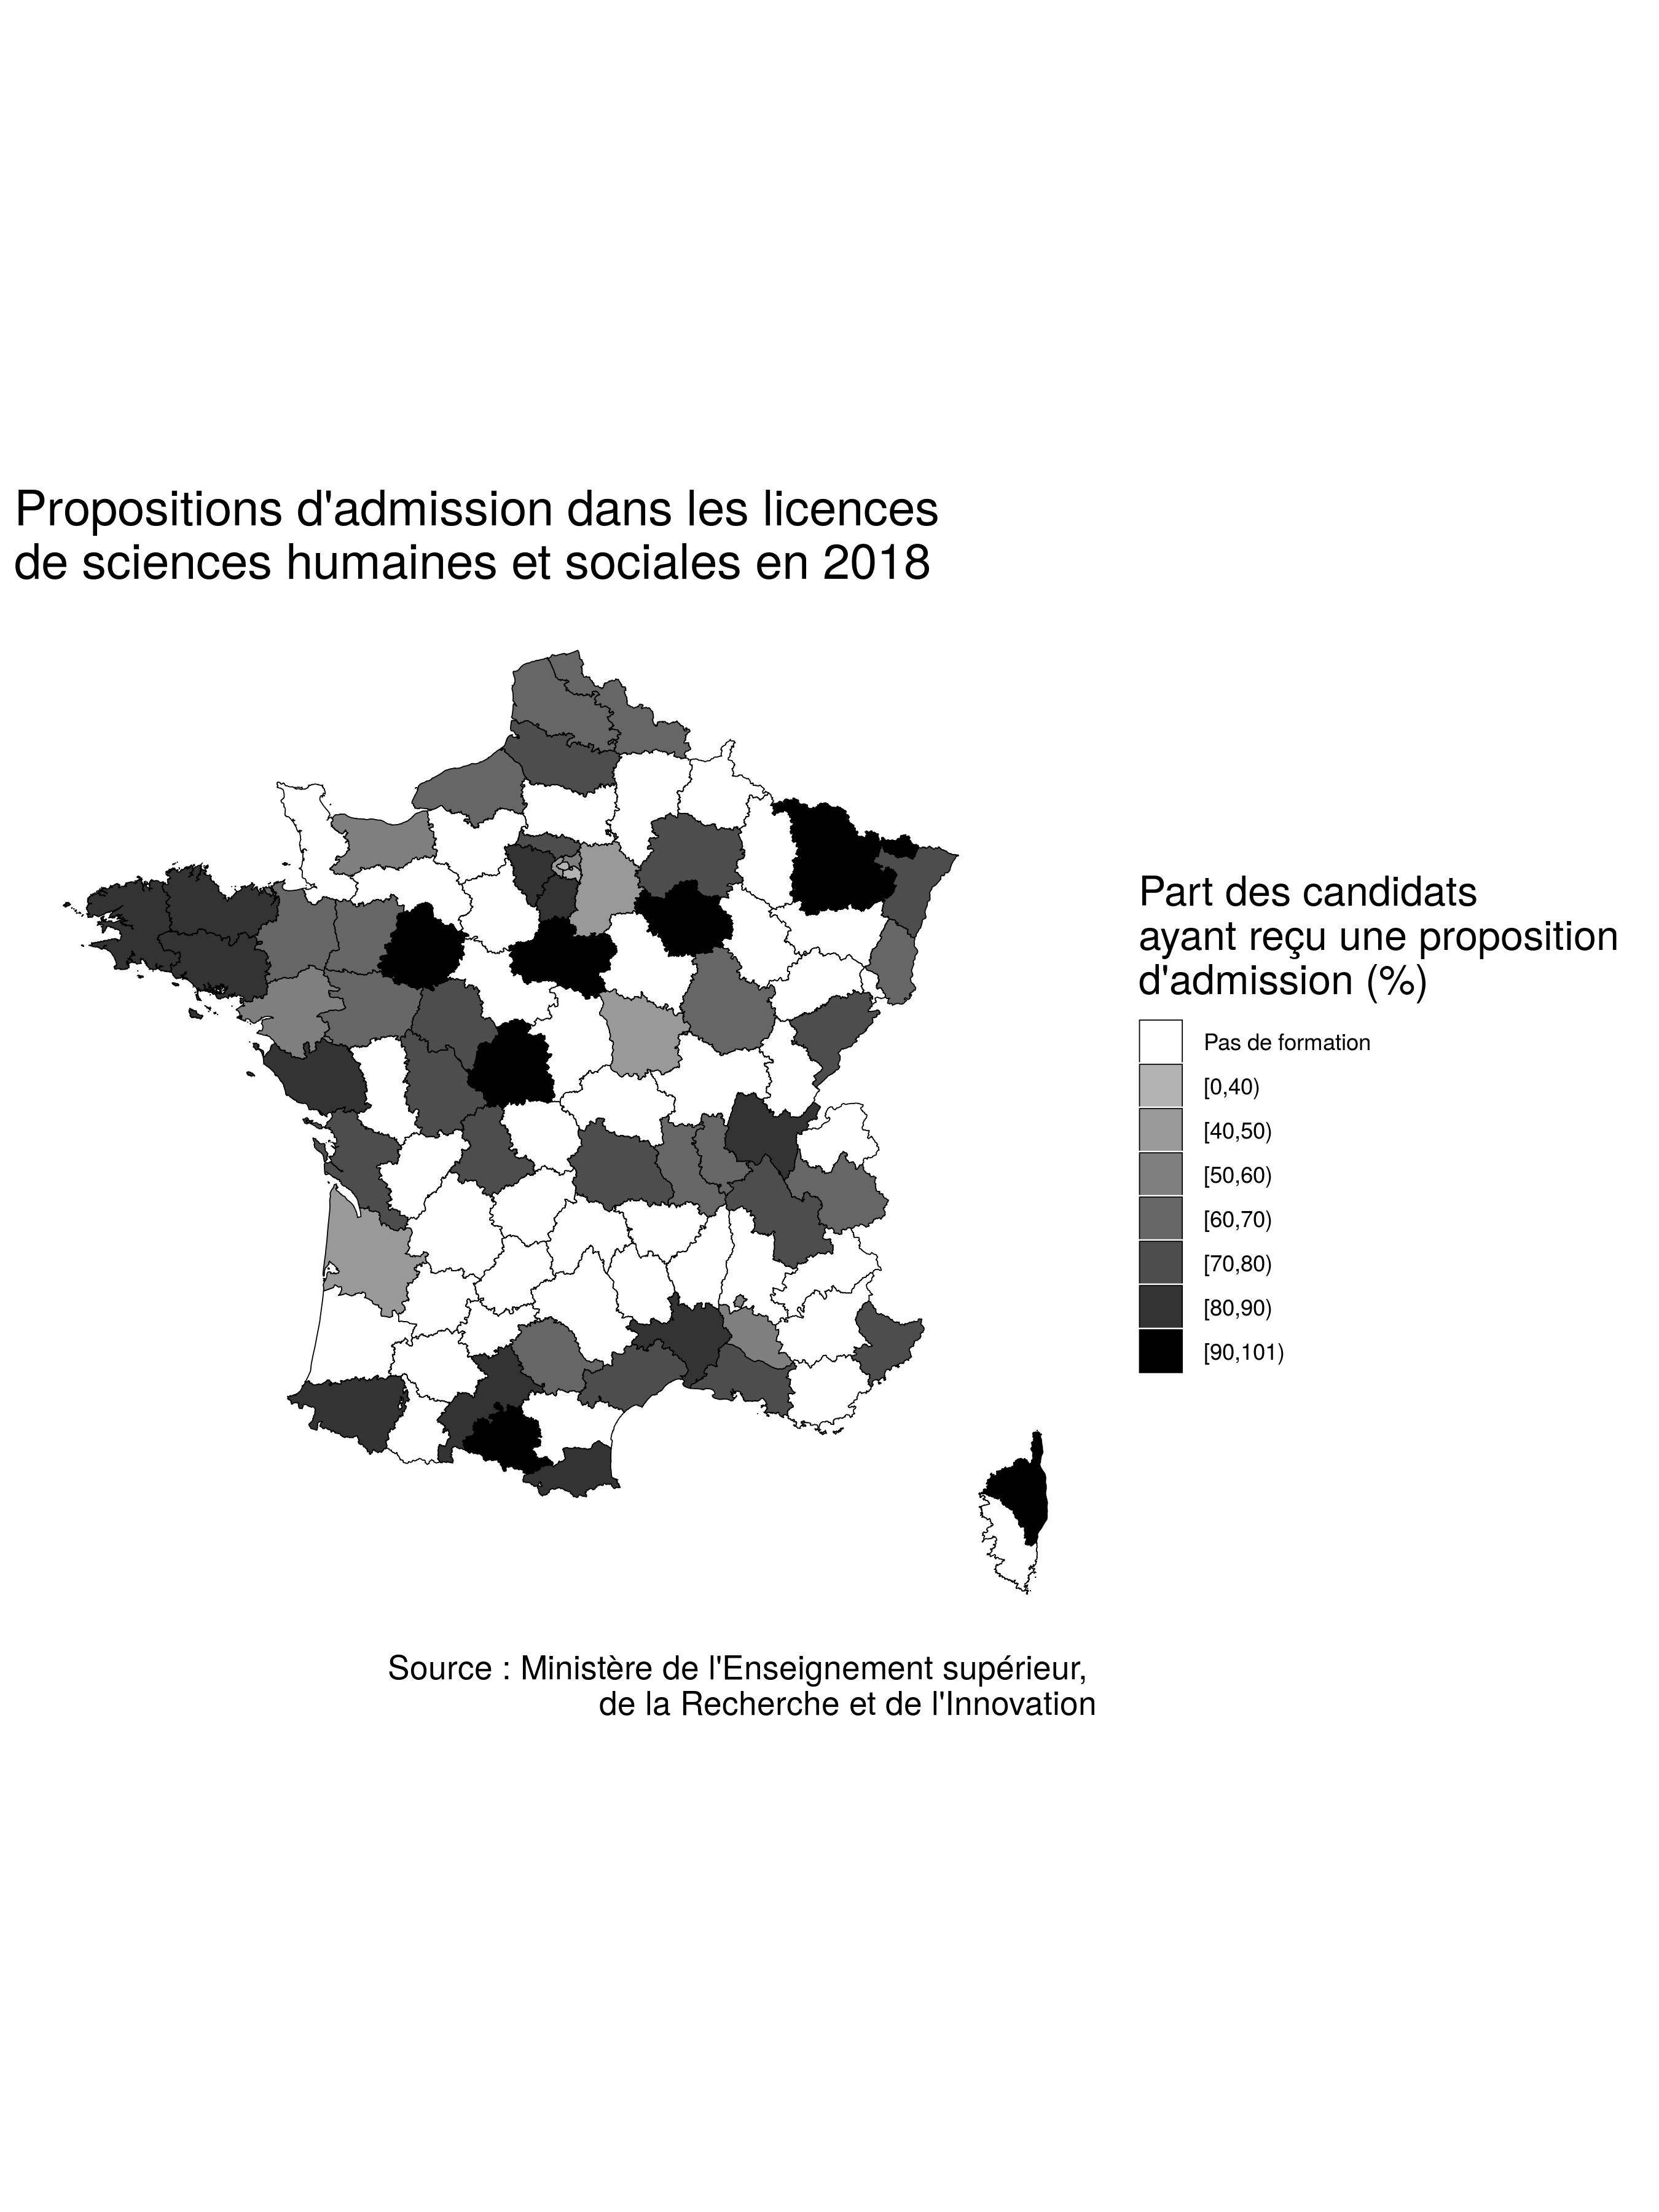 Propositions d'admission dans les licences
de sciences humaines et sociales en 2018
Part des candidats
ayant reçu une proposition
d'admission (%)
Pas de formation
[0,40)
[40,50)
[50,60)
[60,70)
[70,80)
[80,90)
[90,101)
Source : Ministère de l'Enseignement supérieur,
de la Recherche et de l'Innovation